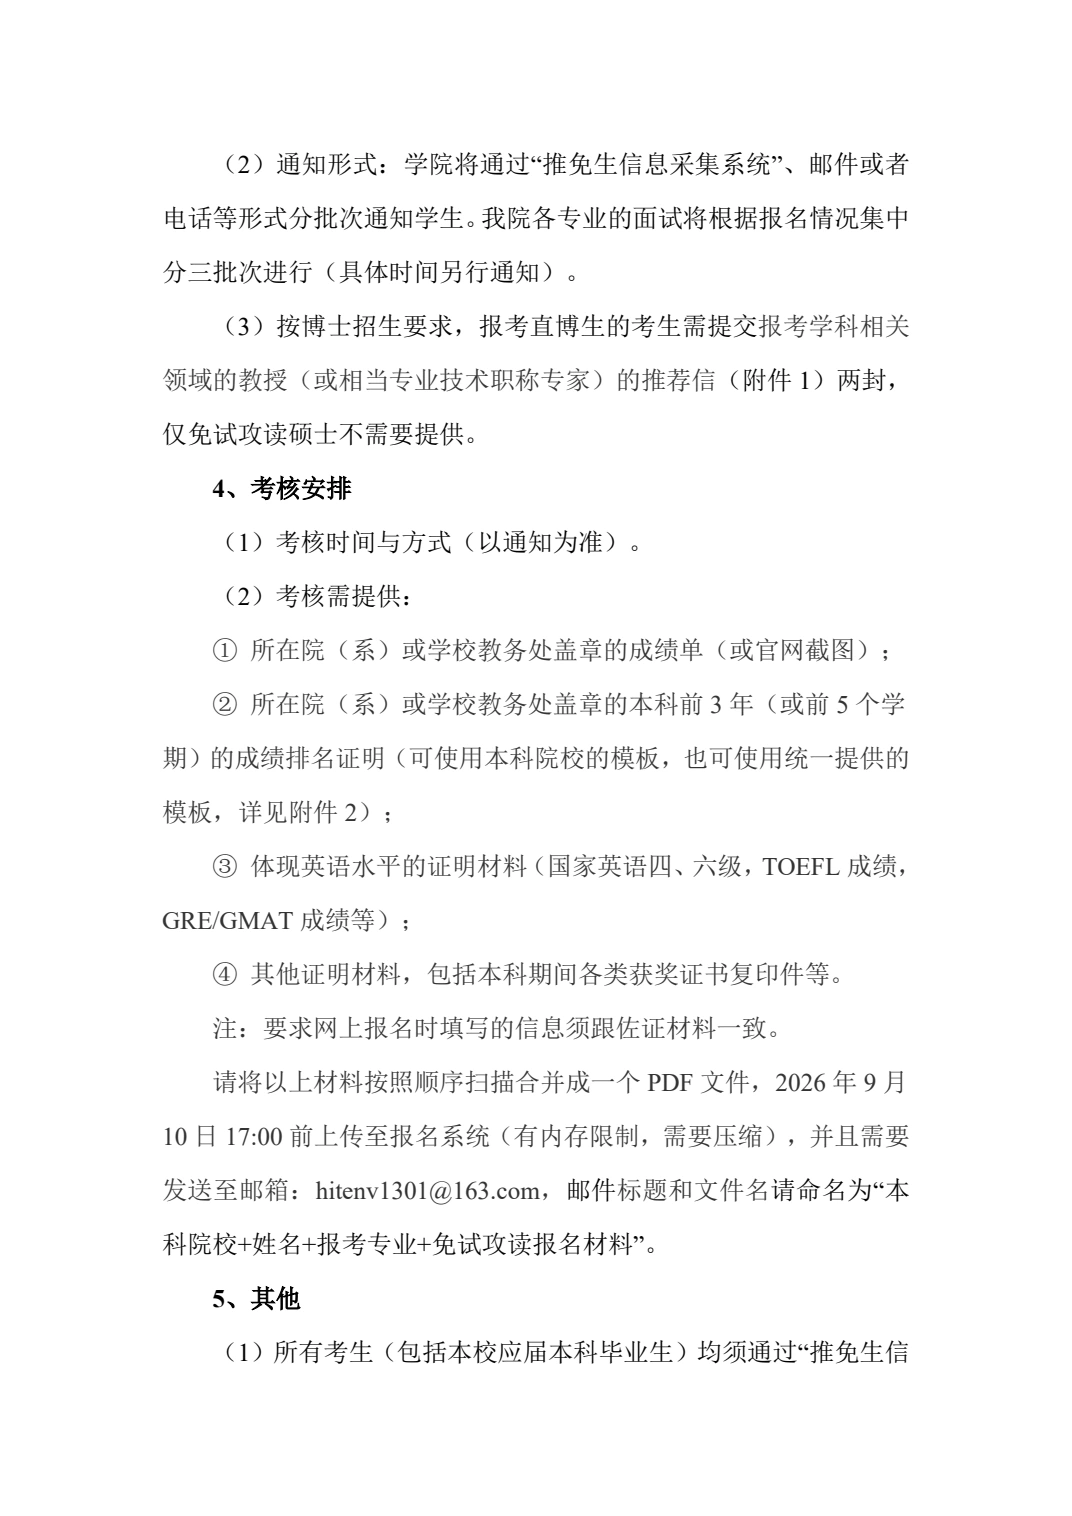 （2）通知形式：学院将通过“推免生信息采集系统”、邮件或者
电话等形式分批次通知学生。我院各专业的面试将根据报名情况集中
分三批次进行（具体时间另行通知）。
（3）按博士招生要求，报考直博生的考生需提交报考学科相关
领域的教授（或相当专业技术职称专家）的推荐信（附件 1）两封，
仅免试攻读硕士不需要提供。
4、考核安排
（1）考核时间与方式（以通知为准）。
（2）考核需提供：
① 所在院（系）或学校教务处盖章的成绩单（或官网截图）；
② 所在院（系）或学校教务处盖章的本科前 3 年（或前 5 个学
期）的成绩排名证明（可使用本科院校的模板，也可使用统一提供的
模板，详见附件 2）；
③ 体现英语水平的证明材料（国家英语四、六级，TOEFL 成绩，
GRE/GMAT 成绩等）；
④ 其他证明材料，包括本科期间各类获奖证书复印件等。
注：要求网上报名时填写的信息须跟佐证材料一致。
请将以上材料按照顺序扫描合并成一个 PDF 文件，2026 年 9 月
10 日 17:00 前上传至报名系统（有内存限制，需要压缩），并且需要
发送至邮箱：hitenv1301@163.com，邮件标题和文件名请命名为“本
科院校+姓名+报考专业+免试攻读报名材料”。
5、其他
（1）所有考生（包括本校应届本科毕业生）均须通过“推免生信